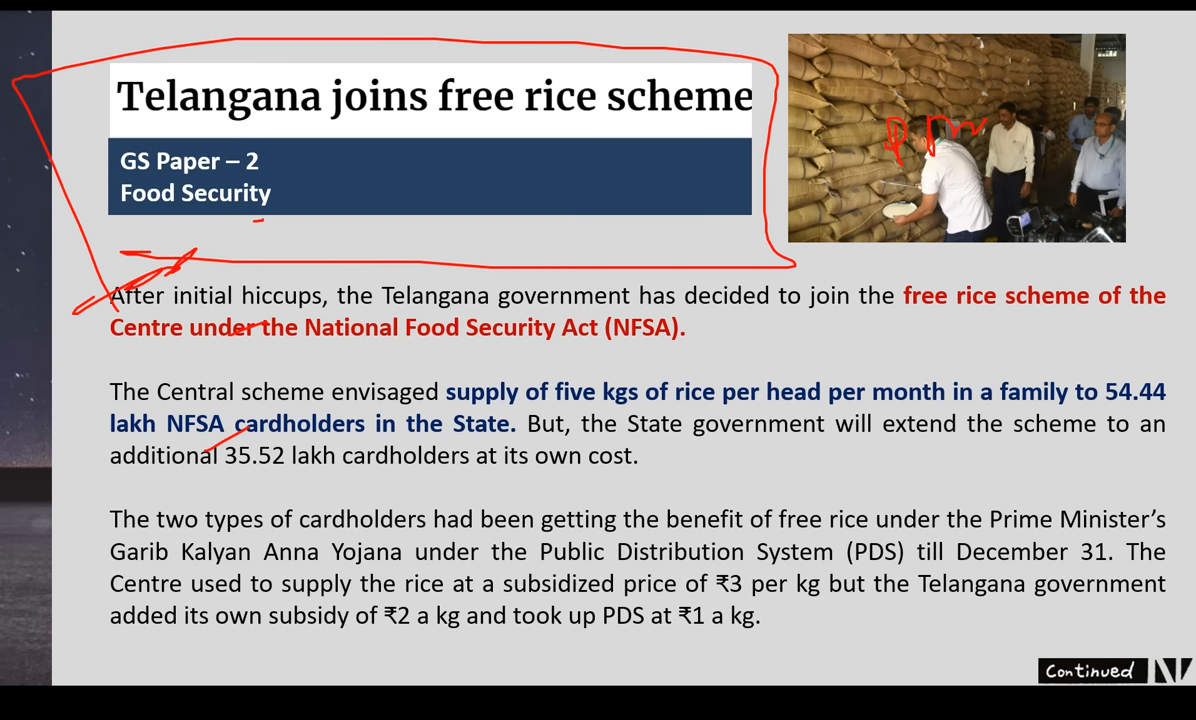 Telangana joins free rice scheme
GS Paper – 2
Food Security
After initial hiccups, the Telangana government has decided to join the free rice scheme of the
Centre under the National Food Security Act (NFSA).
The Central scheme envisaged supply of five kgs of rice per head per month in a family to 54.44
lakh NFSA cardholders in the State. But, the State government will extend the scheme to an
additional 35.52 lakh cardholders at its own cost.
The two types of cardholders had been getting the benefit of free rice under the Prime Minister’s
Garib Kalyan Anna Yojana under the Public Distribution System (PDS) till December 31. The
Centre used to supply the rice at a subsidized price of ₹3 per kg but the Telangana government
added its own subsidy of ₹2 a kg and took up PDS at ₹1 a kg.
Continued